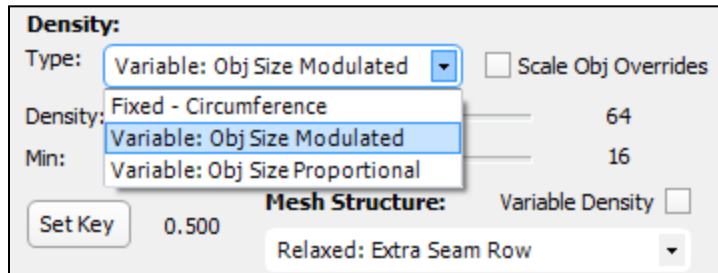 Density:
Type: Variable: Obj Size Modulated Scale Obj Overrides
Fixed - Circumference
Density: 64
Variable: Obj Size Modulated
Min: 16
Variable: Obj Size Proportional
Mesh Structure: Variable Density
Set Key 0.500
Relaxed: Extra Seam Row